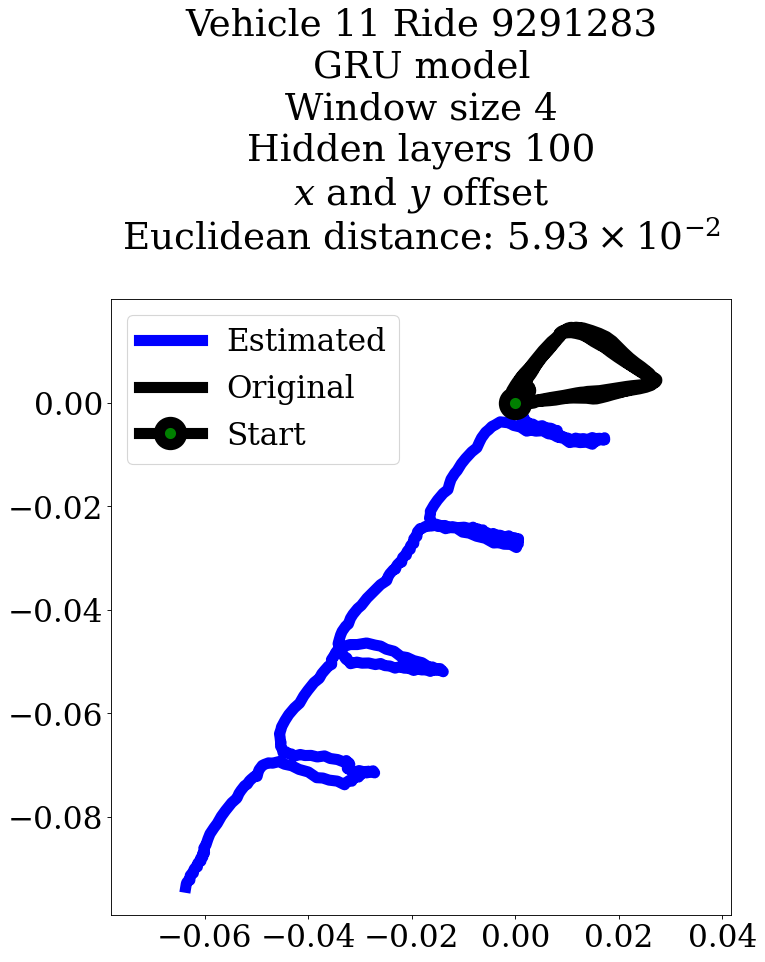 Vehicle 11 Ride 9291283
GRU model
Window size 4
Hidden layers 100
x and y offset
Euclidean distance: 5.93 × 10⁻²
Estimated
Original
Start
0.00
−0.02
−0.04
−0.06
−0.08
−0.06 −0.04 −0.02 0.00 0.02 0.04